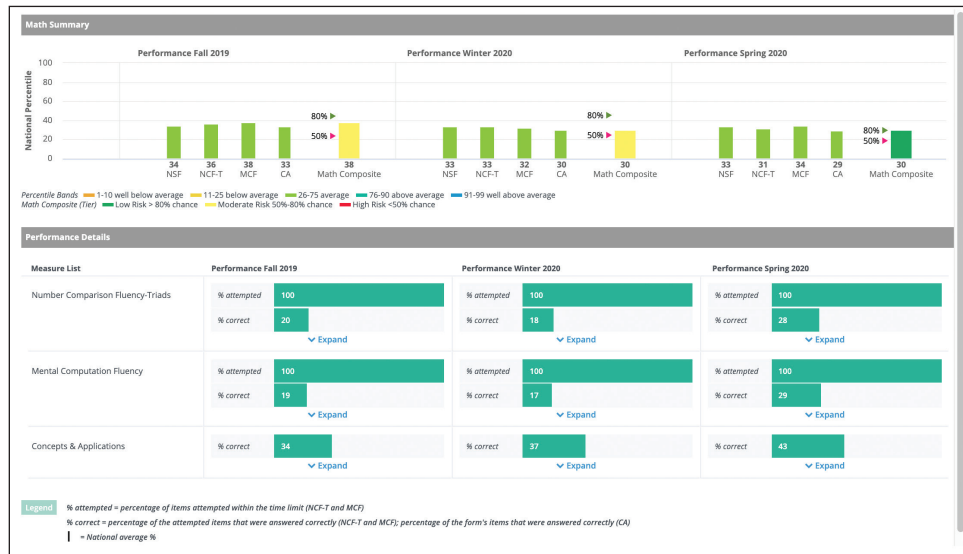 Math Summary
Performance Fall 2019 Performance Winter 2020 Performance Spring 2020
National Percentile
100
80
60
40
20
0
80%
50%
34 36 38 33 38
NSF NCF-T MCF CA Math Composite
80%
50%
33 33 32 30 30
NSF NCF-T MCF CA Math Composite
80%
50%
33 31 34 29 30
NSF NCF-T MCF CA Math Composite
Percentile Bands 1-10 well below average 11-25 below average 26-75 average 76-90 above average 91-99 well above average
Math Composite (Tier) Low Risk > 80% chance Moderate Risk 50%-80% chance High Risk <50% chance
Performance Details
Measure List Performance Fall 2019 Performance Winter 2020 Performance Spring 2020
Number Comparison Fluency-Triads
% attempted 100 % attempted 100 % attempted 100
% correct 20 % correct 18 % correct 28
Expand Expand Expand
Mental Computation Fluency
% attempted 100 % attempted 100 % attempted 100
% correct 19 % correct 17 % correct 29
Expand Expand Expand
Concepts & Applications
% correct 34 % correct 37 % correct 43
Expand Expand Expand
Legend % attempted = percentage of items attempted within the time limit (NCF-T and MCF)
% correct = percentage of the attempted items that were answered correctly (NCF-T and MCF); percentage of the form's items that were answered correctly (CA)
= National average %